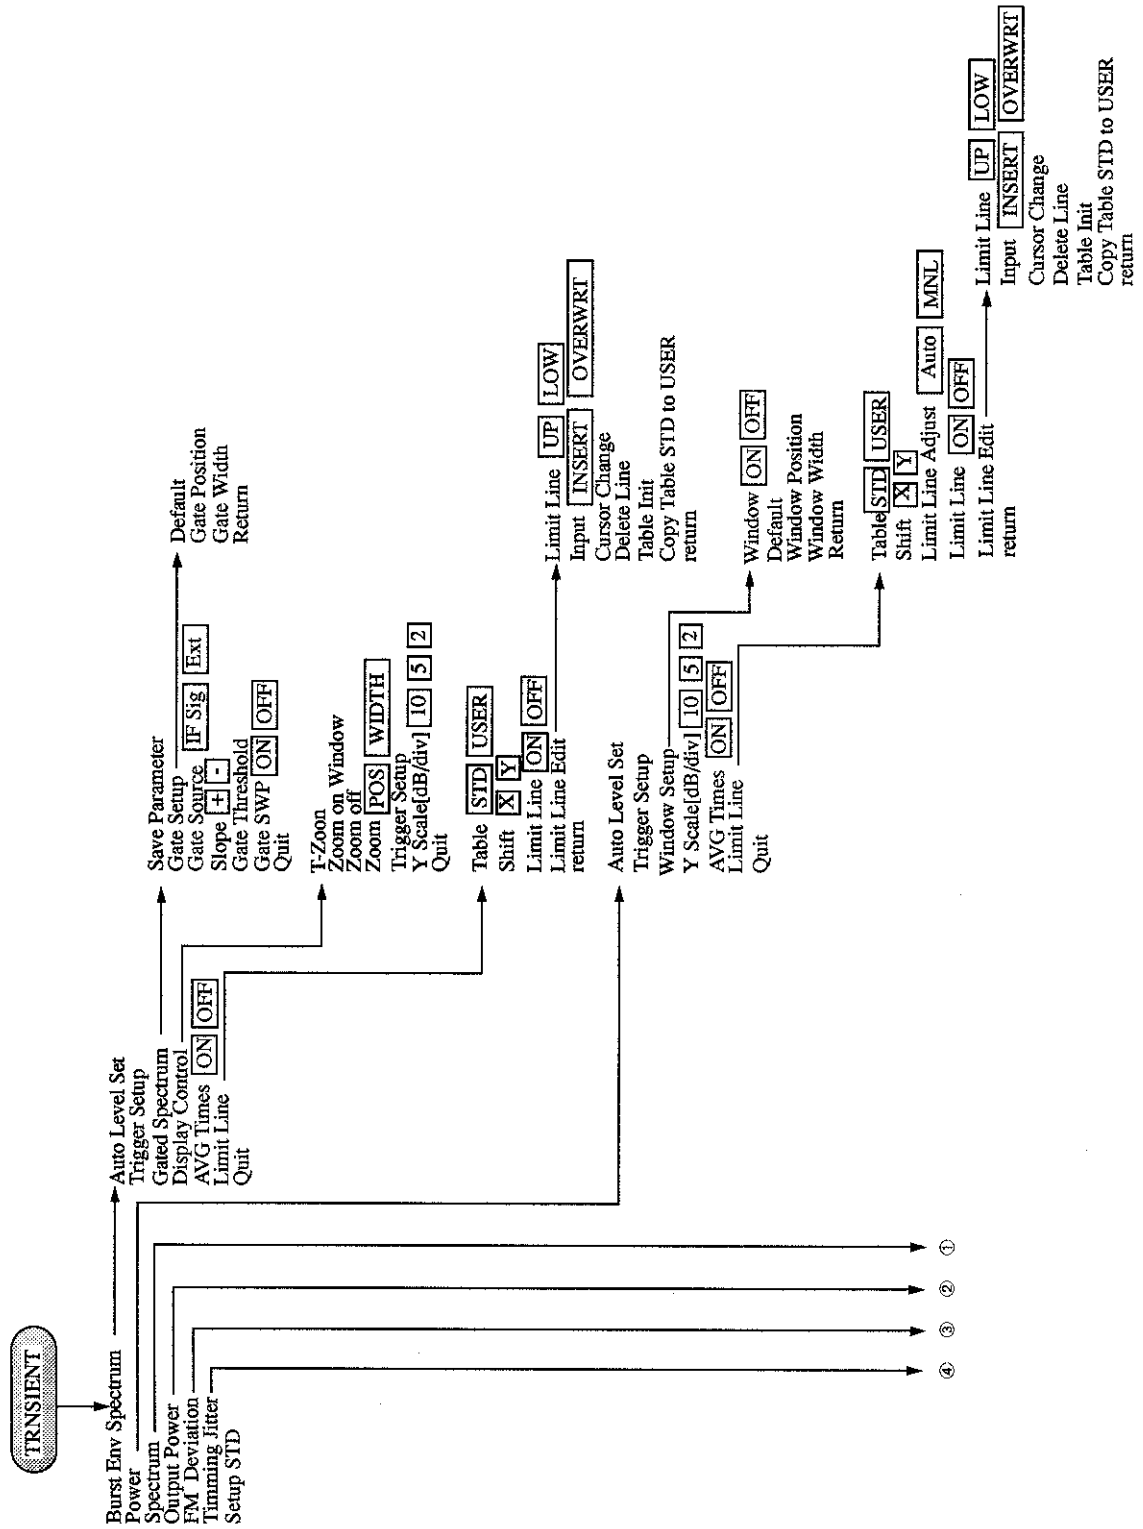 TRNSIENT
Burst Env Spectrum
Power
Spectrum
Output Power
FM Deviation
Timming Jitter
Setup STD
Auto Level Set
Trigger Setup
Gated Spectrum
Display Control
AVG Times ON OFF
Limit Line
Quit
Save Parameter
Gate Setup
Gate Source IF Sig Ext
Slope + -
Gate Threshold
Gate SWP ON OFF
Quit
Default
Gate Position
Gate Width
Return
T-Zoon
Zoom on Window
Zoom off
Zoom POS WIDTH
Trigger Setup
Y Scale[dB/div] 10 5 2
Quit
Table STD USER
Shift X Y
Limit Line ON OFF
Limit Line Edit
return
Limit Line UP LOW
Input INSERT OVERWRT
Cursor Change
Delete Line
Table Init
Copy Table STD to USER
return
Auto Level Set
Trigger Setup
Window Setup
Y Scale[dB/div] 10 5 2
AVG Times ON OFF
Limit Line
Quit
Window ON OFF
Default
Window Position
Window Width
Return
Table STD USER
Shift X Y
Limit Line Adjust Auto MNL
Limit Line ON OFF
Limit Line Edit
return
Limit Line UP LOW
Input INSERT OVERWRT
Cursor Change
Delete Line
Table Init
Copy Table STD to USER
return
①
②
③
④